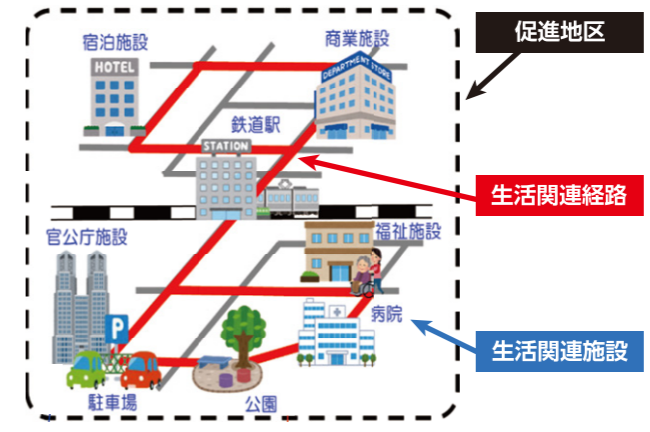 促進地区
宿泊施設
商業施設
HOTEL
DEPARTMENT STORE
鉄道駅
STATION
生活関連経路
官公庁施設
福祉施設
P
病院
生活関連施設
駐車場
公園